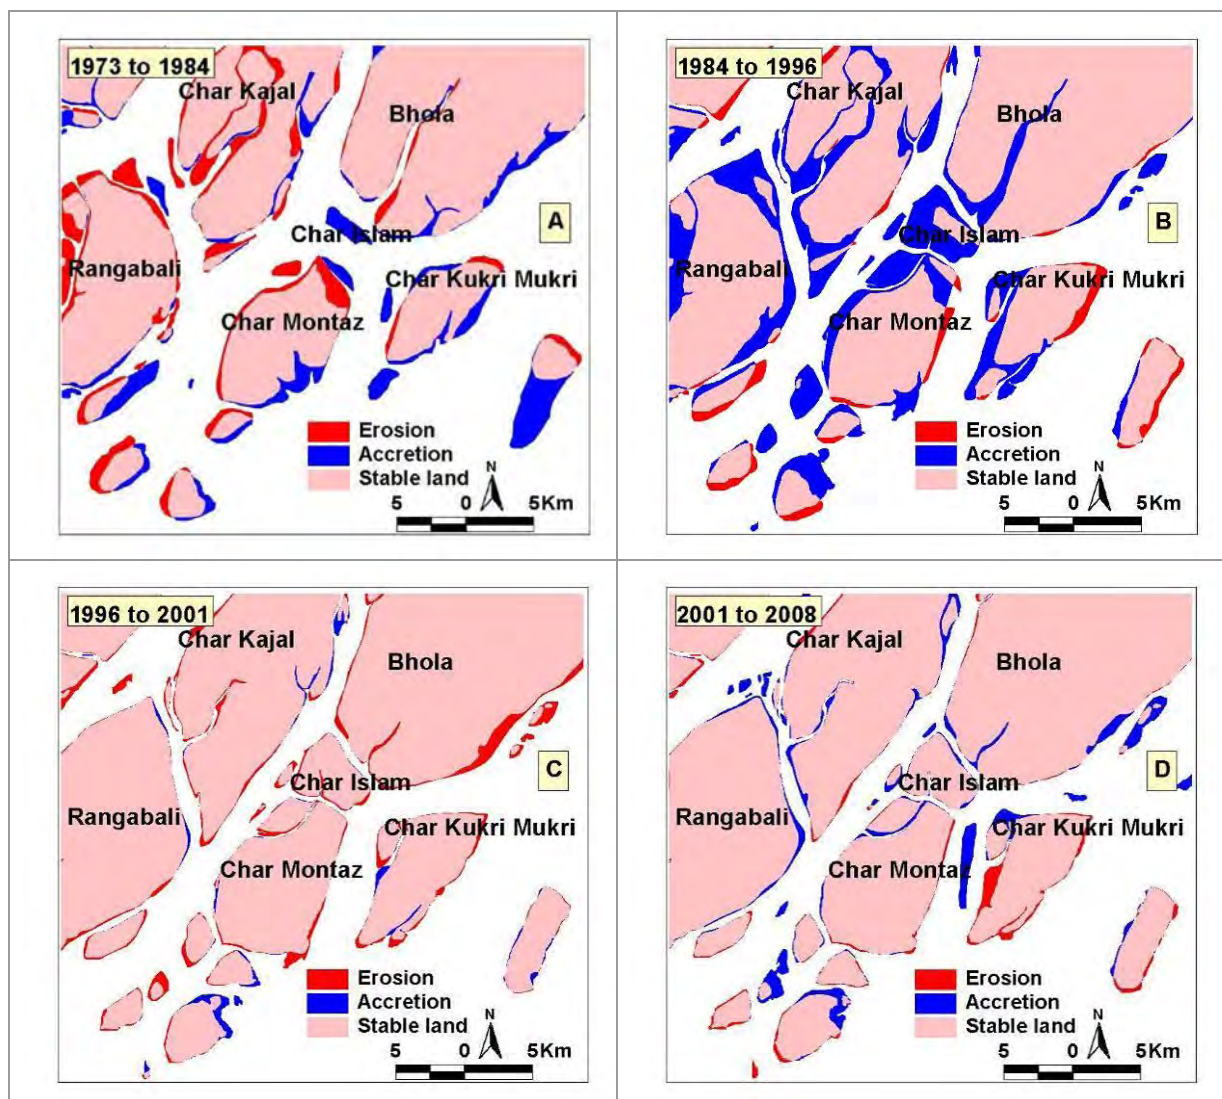 1973 to 1984
Char Kajal
Bhola
A
Char Islam
Rangabali
Char Kukri Mukri
Char Montaz
Erosion
Accretion
Stable land
N
5 0 5Km
1984 to 1996
Char Kajal
Bhola
B
Char Islam
Rangabali
Char Kukri Mukri
Char Montaz
Erosion
Accretion
Stable land
N
5 0 5Km
1996 to 2001
Char Kajal
Bhola
C
Char Islam
Rangabali
Char Kukri Mukri
Char Montaz
Erosion
Accretion
Stable land
N
5 0 5Km
2001 to 2008
Char Kajal
Bhola
D
Char Islam
Rangabali
Char Kukri Mukri
Char Montaz
Erosion
Accretion
Stable land
N
5 0 5Km